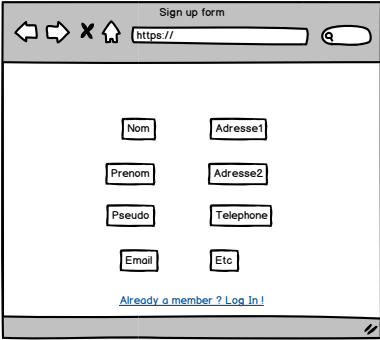 Sign up form
https://
Nom
Adresse1
Prenom
Adresse2
Pseudo
Telephone
Email
Etc
Already a member ? Log In !